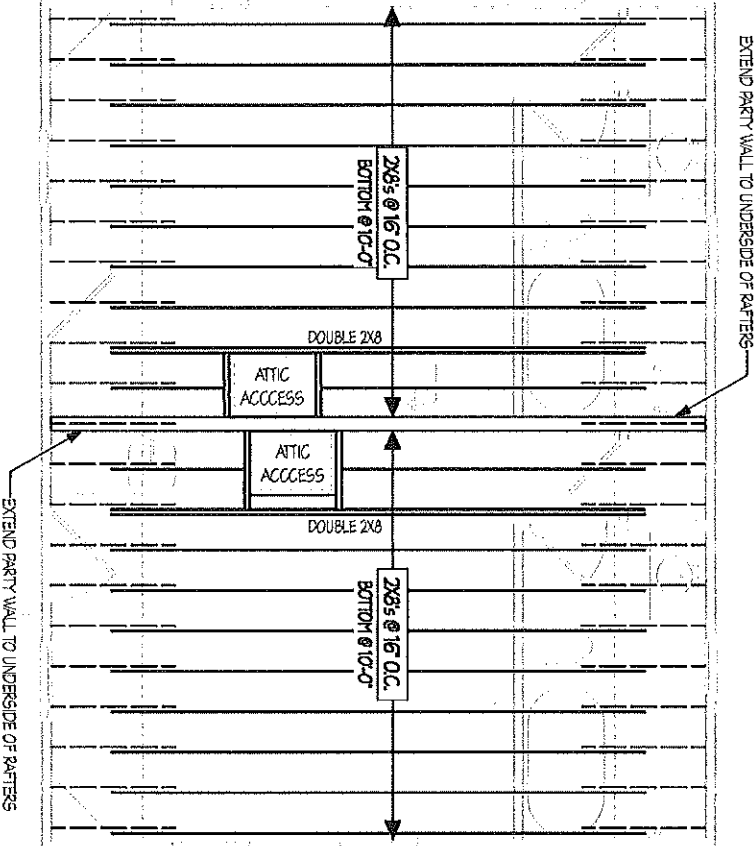 EXTEND PARTY WALL TO UNDERSIDE OF RAFTERS
2X8's @ 16" O.C.
BOTTOM @ 10'-0"
DOUBLE 2X8
ATTIC
ACCCESS
ATTIC
ACCCESS
DOUBLE 2X8
2X8's @ 16" O.C.
BOTTOM @ 10'-0"
EXTEND PARTY WALL TO UNDERSIDE OF RAFTERS